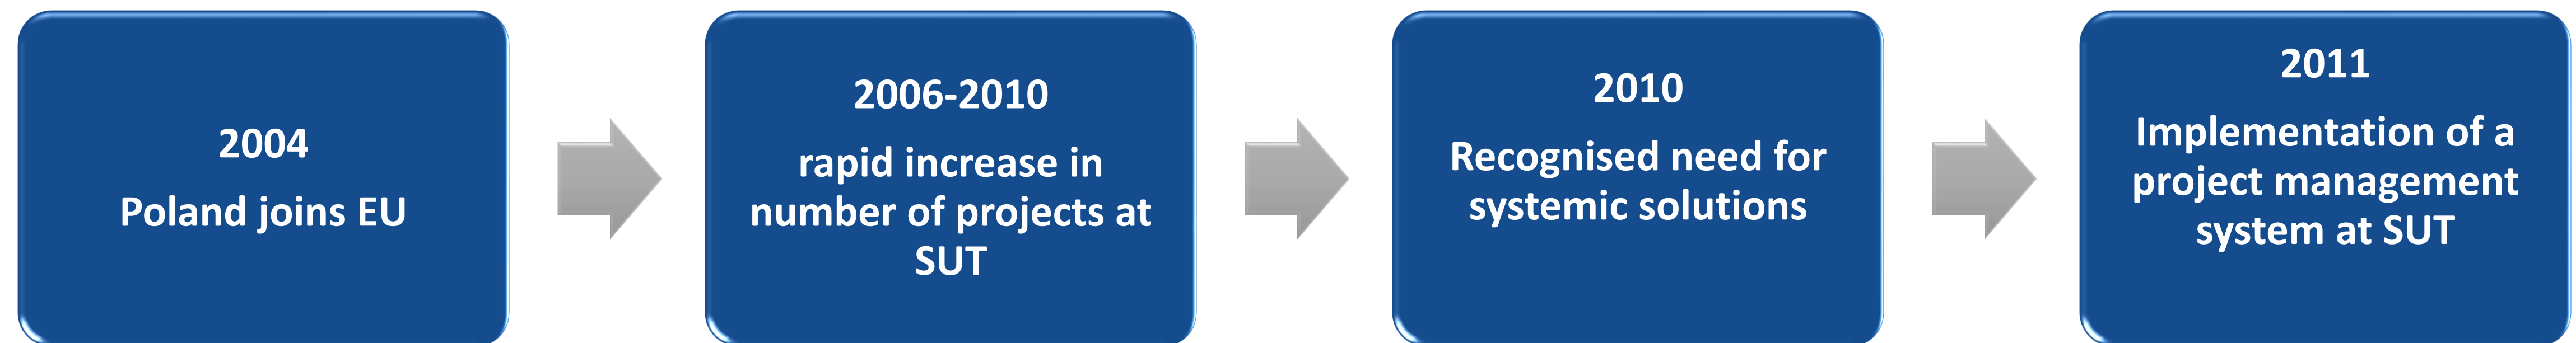 2004
Poland joins EU
2006-2010
rapid increase in
number of projects at
SUT
2010
Recognised need for
systemic solutions
2011
Implementation of a
project management
system at SUT